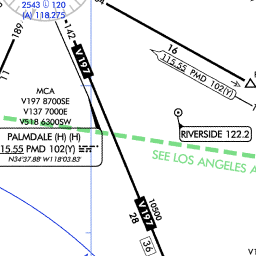 2543 120
(A) 118.275
189
142
V197
16
115.55 PMD 102(Y)
MCA
V197 8700SE
V137 7000E
V518 6300SW
RIVERSIDE 122.2
PALMDALE (H) (H)
115.55 PMD 102(Y)
N34°37.88 W118°03.83'
SEE LOS ANGELES A
10500
V197
28
36
V1